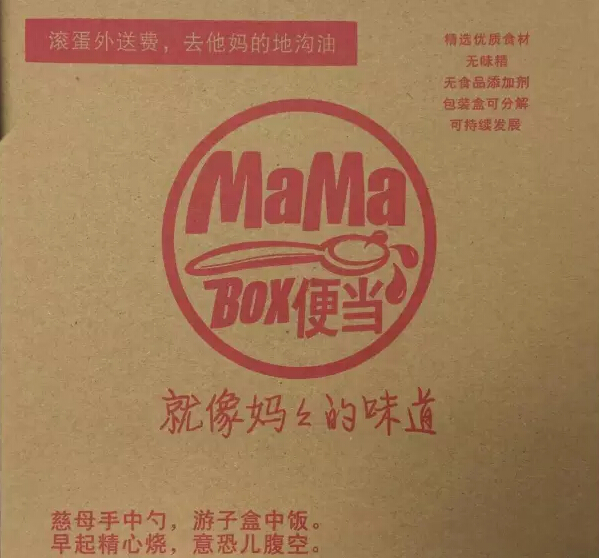 滚蛋外送费，去他妈的地沟油
精选优质食材
无味精
无食品添加剂
包装盒可分解
可持续发展
MaMa
BOX便当
就像妈々的味道
慈母手中勺，游子盒中饭。
早起精心烧，意恐儿腹空。